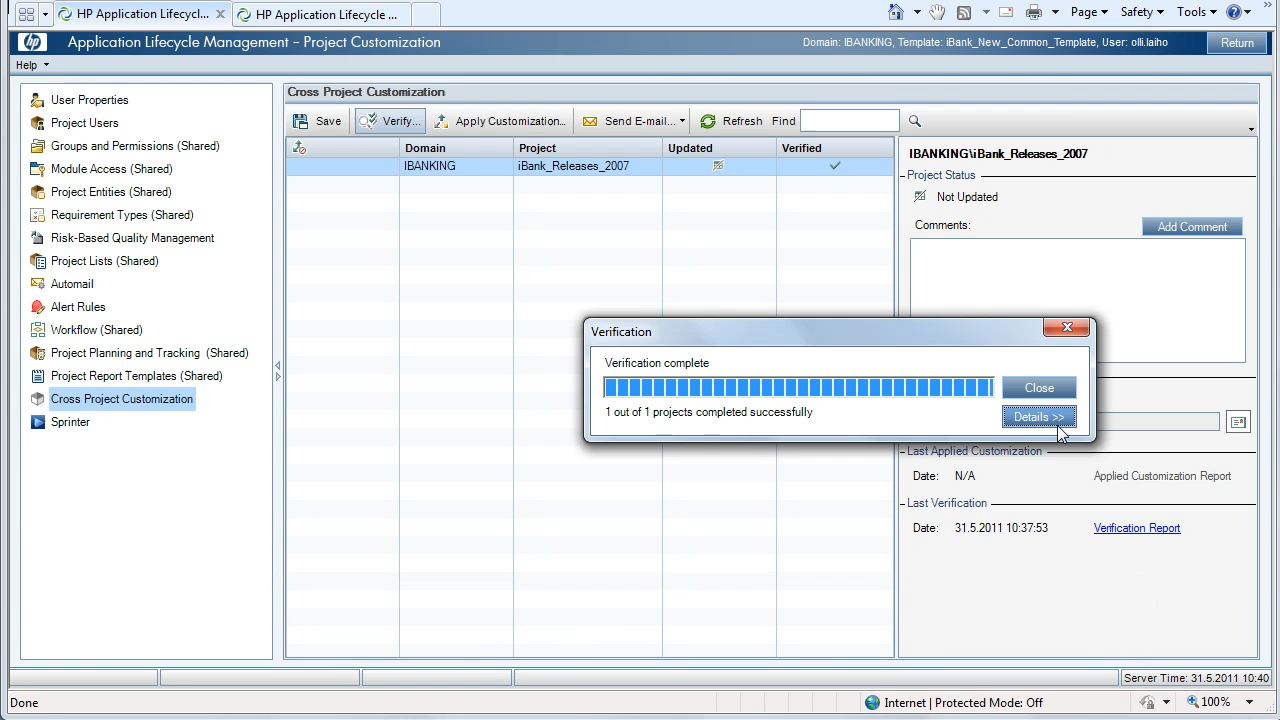 HP Application Lifecycl...
HP Application Lifecycle ...
Page
Safety
Tools
hp
Application Lifecycle Management – Project Customization
Domain: IBANKING, Template: iBank_New_Common_Template, User: olli.laiho
Return
Help
User Properties
Project Users
Groups and Permissions (Shared)
Module Access (Shared)
Project Entities (Shared)
Requirement Types (Shared)
Risk-Based Quality Management
Project Lists (Shared)
Automail
Alert Rules
Workflow (Shared)
Project Planning and Tracking (Shared)
Project Report Templates (Shared)
Cross Project Customization
Sprinter
Cross Project Customization
Save
Verify...
Apply Customization...
Send E-mail...
Refresh
Find
Domain
Project
Updated
Verified
IBANKING
iBank_Releases_2007
IBANKING\iBank_Releases_2007
Project Status
Not Updated
Comments:
Add Comment
Verification
Verification complete
Close
1 out of 1 projects completed successfully
Details >>
Last Applied Customization
Date: N/A
Applied Customization Report
Last Verification
Date: 31.5.2011 10:37:53
Verification Report
Server Time: 31.5.2011 10:40
Done
Internet | Protected Mode: Off
100%